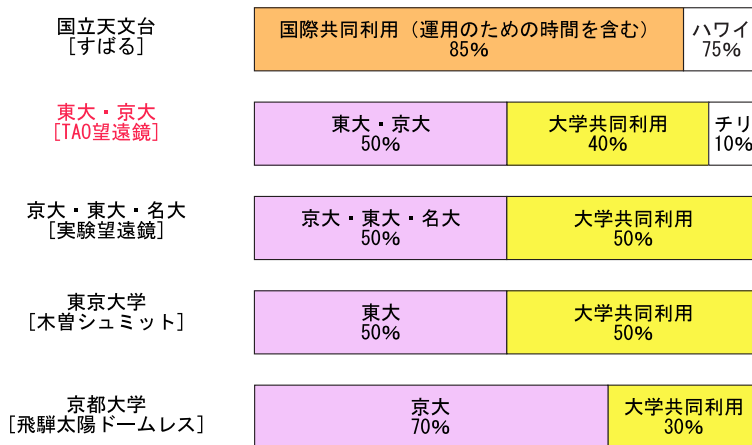 国立天文台
[すばる]
国際共同利用（運用のための時間を含む）
85%
ハワイ
75%
東大・京大
[TAO望遠鏡]
東大・京大
50%
大学共同利用
40%
チリ
10%
京大・東大・名大
[実験望遠鏡]
京大・東大・名大
50%
大学共同利用
50%
東京大学
[木曽シュミット]
東大
50%
大学共同利用
50%
京都大学
[飛騨太陽ドームレス]
京大
70%
大学共同利用
30%